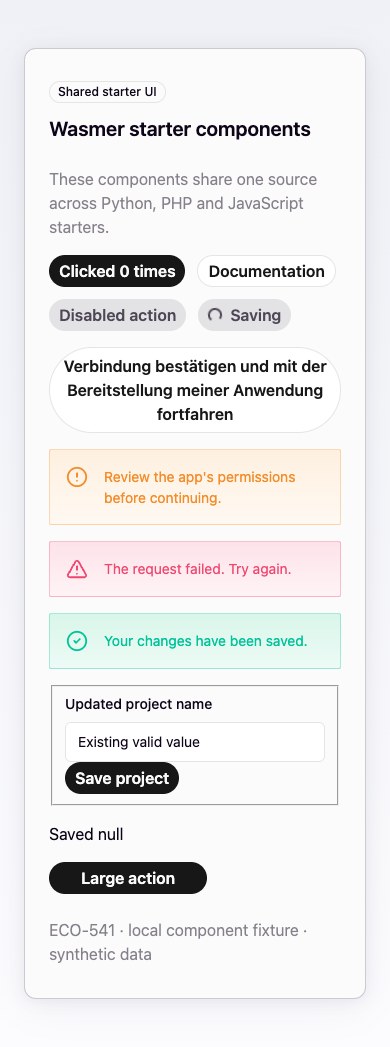 Shared starter UI
Wasmer starter components
These components share one source
across Python, PHP and JavaScript
starters.
Clicked 0 times
Documentation
Disabled action
Saving
Verbindung bestätigen und mit der
Bereitstellung meiner Anwendung
fortfahren
Review the app's permissions
before continuing.
The request failed. Try again.
Your changes have been saved.
Updated project name
Existing valid value
Save project
Saved null
Large action
ECO-541 · local component fixture ·
synthetic data